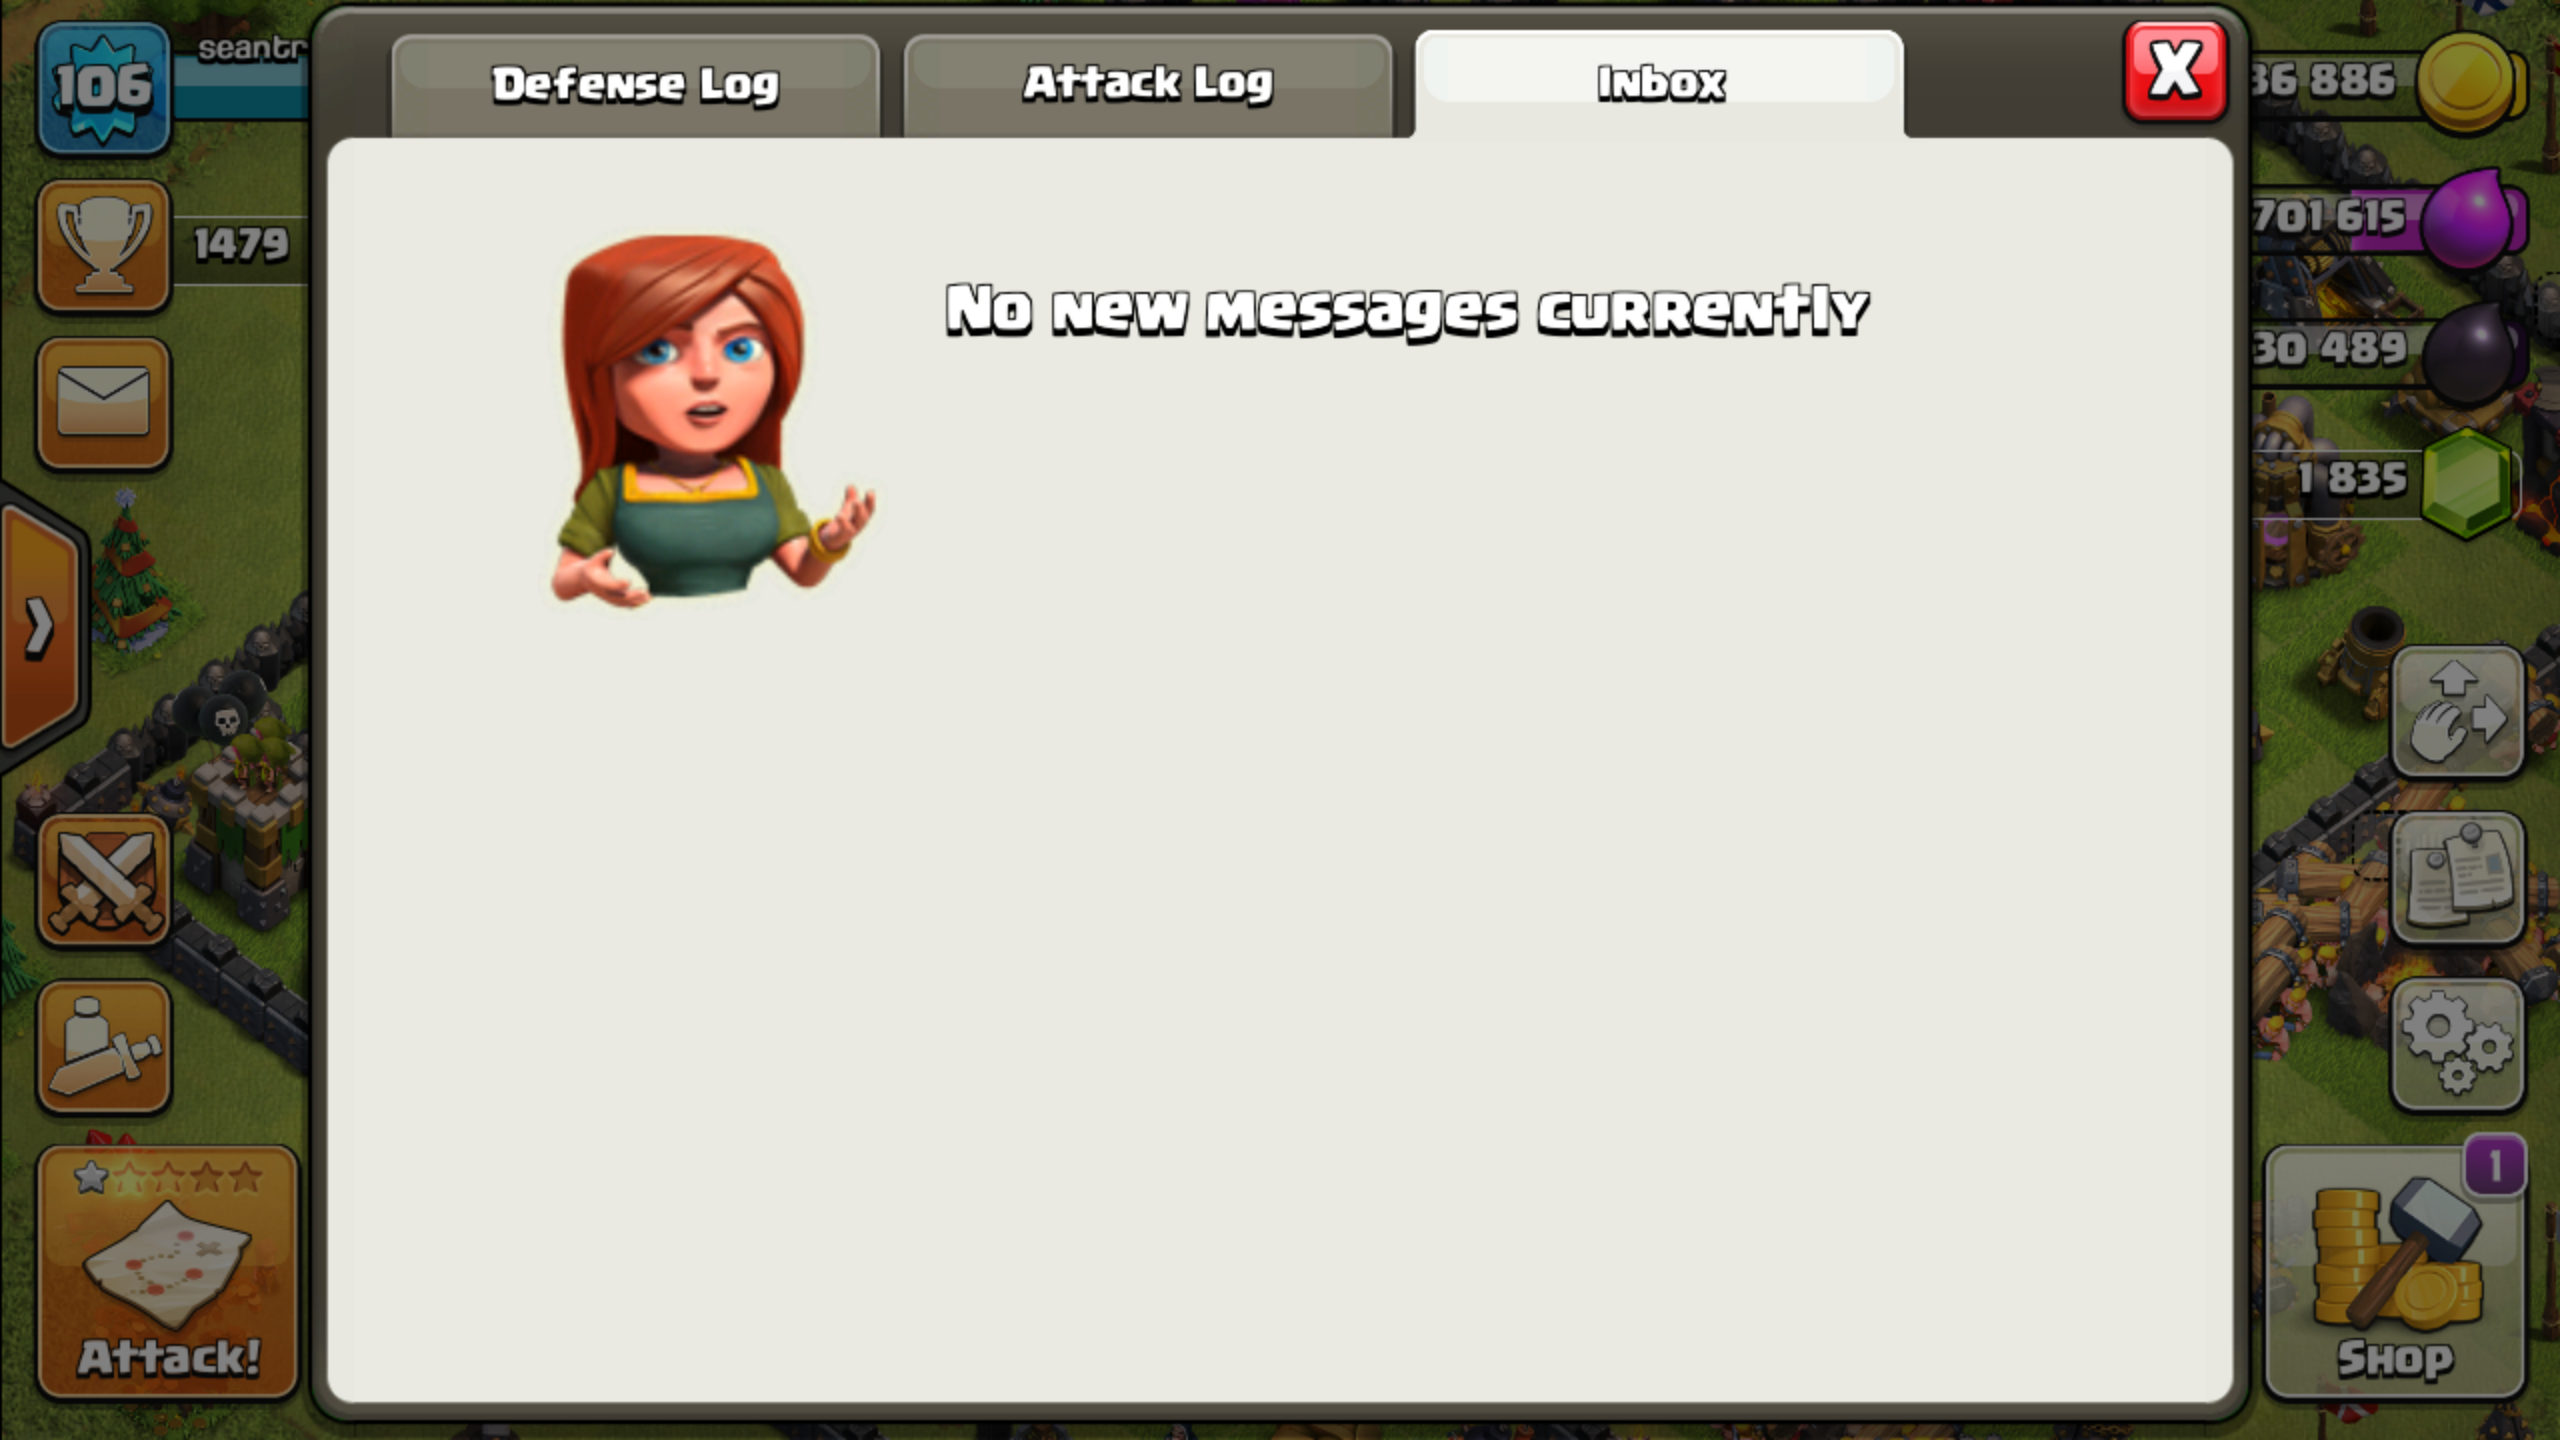 106
seantr
Defense Log
Attack Log
Inbox
X
36 886
1479
701 615
No new messages currently
30 489
1 835
1
Attack!
Shop